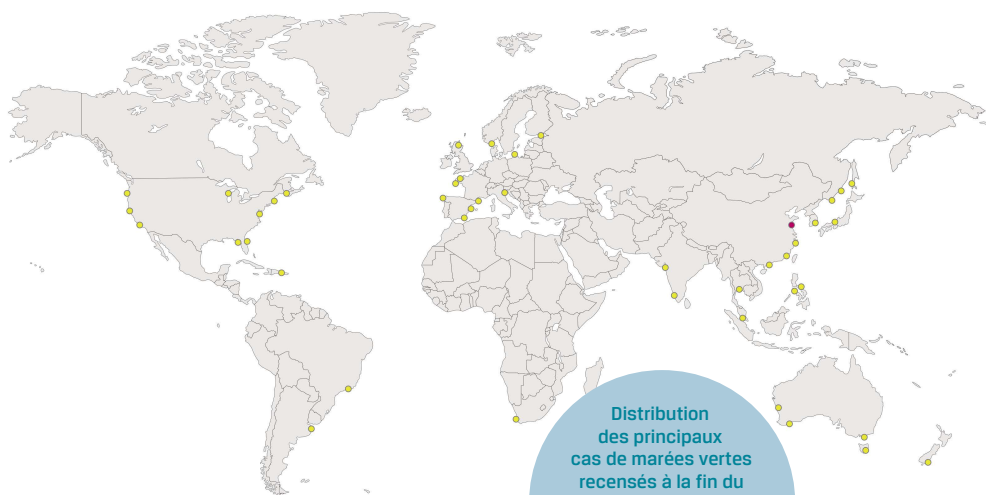 Distribution
des principaux
cas de marées vertes
recensés à la fin du